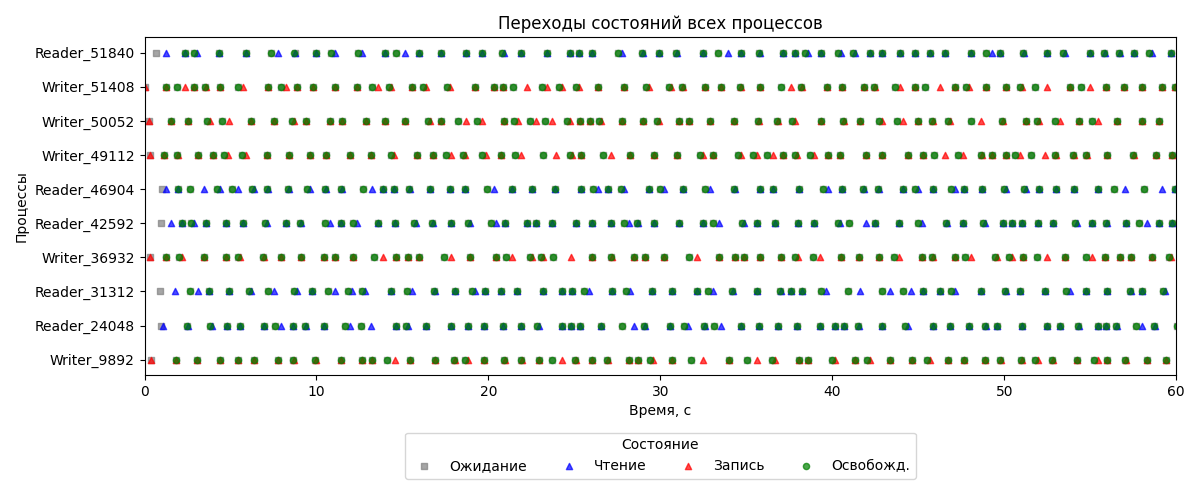 Переходы состояний всех процессов
Reader_51840
Writer_51408
Writer_50052
Writer_49112
Reader_46904
Reader_42592
Writer_36932
Reader_31312
Reader_24048
Writer_9892
Процессы
0 10 20 30 40 50 60
Время, с
Состояние
Ожидание Чтение Запись Освобожд.